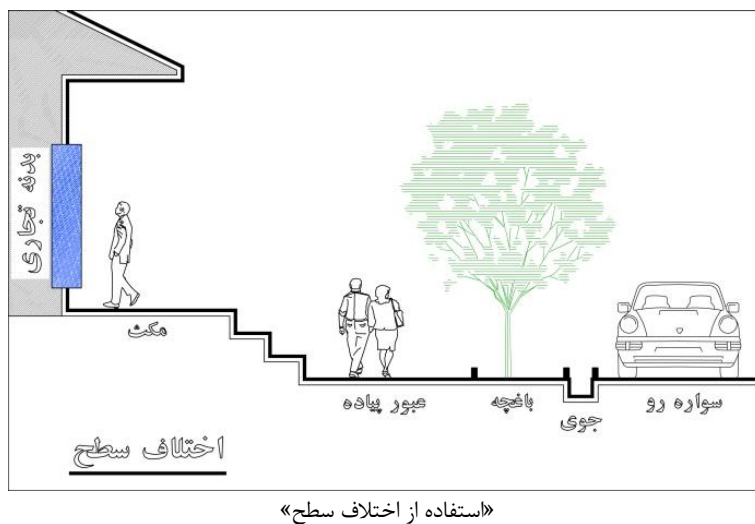 بدنه تجاری
مکث
عبور پیاده
باغچه
جوی
سواره رو
اختلاف سطح
«استفاده از اختلاف سطح»